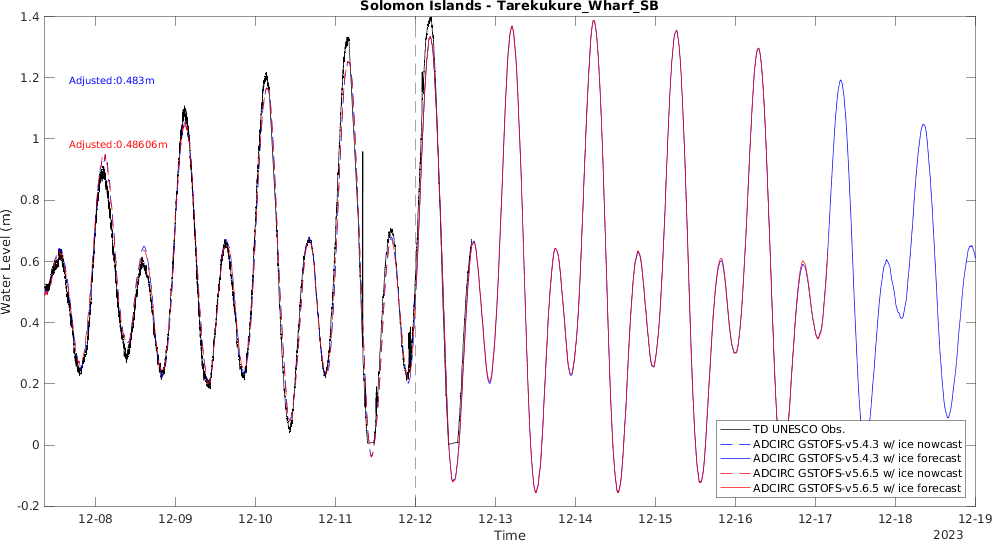 Solomon Islands - Tarekukure_Wharf_SB
1.4
1.2
1
0.8
0.6
0.4
0.2
0
-0.2
Water Level (m)
Adjusted:0.483m
Adjusted:0.48606m
TD UNESCO Obs.
ADCIRC GSTOFS-v5.4.3 w/ ice nowcast
ADCIRC GSTOFS-v5.4.3 w/ ice forecast
ADCIRC GSTOFS-v5.6.5 w/ ice nowcast
ADCIRC GSTOFS-v5.6.5 w/ ice forecast
12-08 12-09 12-10 12-11 12-12 12-13 12-14 12-15 12-16 12-17 12-18 12-19
Time
2023